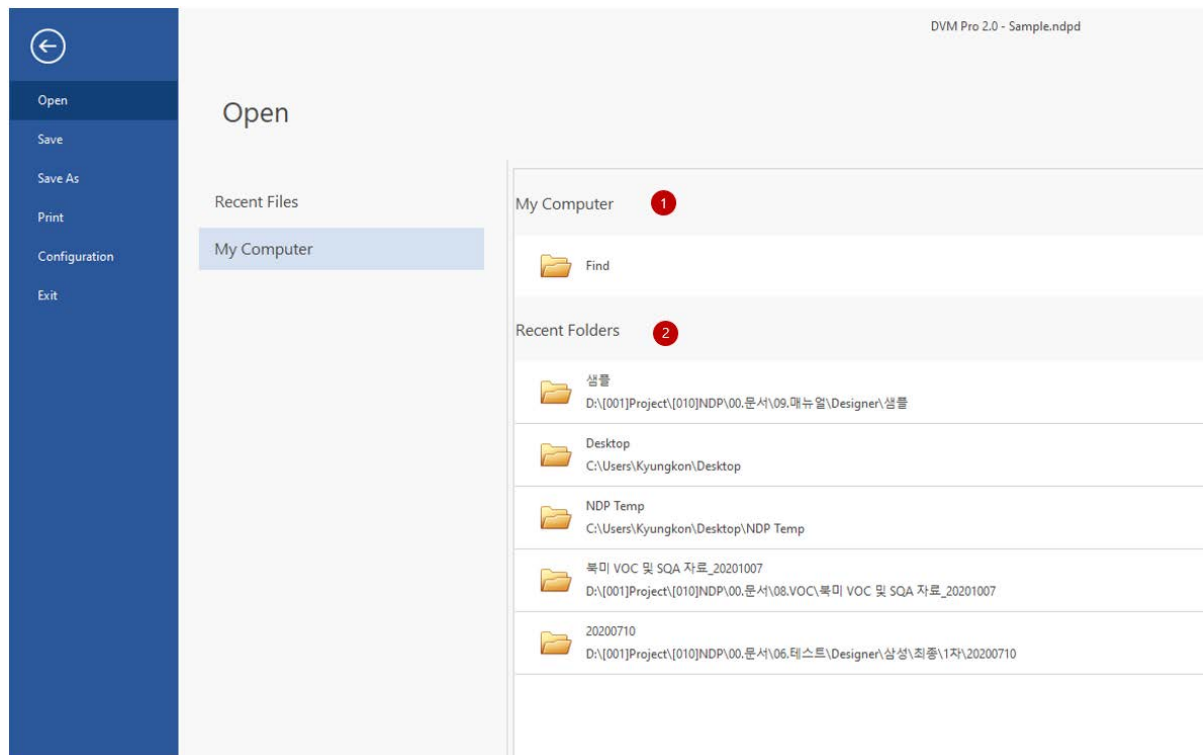 DVM Pro 2.0 - Sample.ndpd
Open
Save
Save As
Print
Configuration
Exit
Open
Recent Files
My Computer
My Computer 1
Find
Recent Folders 2
샘플
D:\[001]Project\[010]NDP\00.문서\09.매뉴얼\Designer\샘플
Desktop
C:\Users\Kyungkon\Desktop
NDP Temp
C:\Users\Kyungkon\Desktop\NDP Temp
북미 VOC 및 SQA 자료_20201007
D:\[001]Project\[010]NDP\00.문서\08.VOC\북미 VOC 및 SQA 자료_20201007
20200710
D:\[001]Project\[010]NDP\00.문서\06.테스트\Designer\삼성\최종\1차\20200710